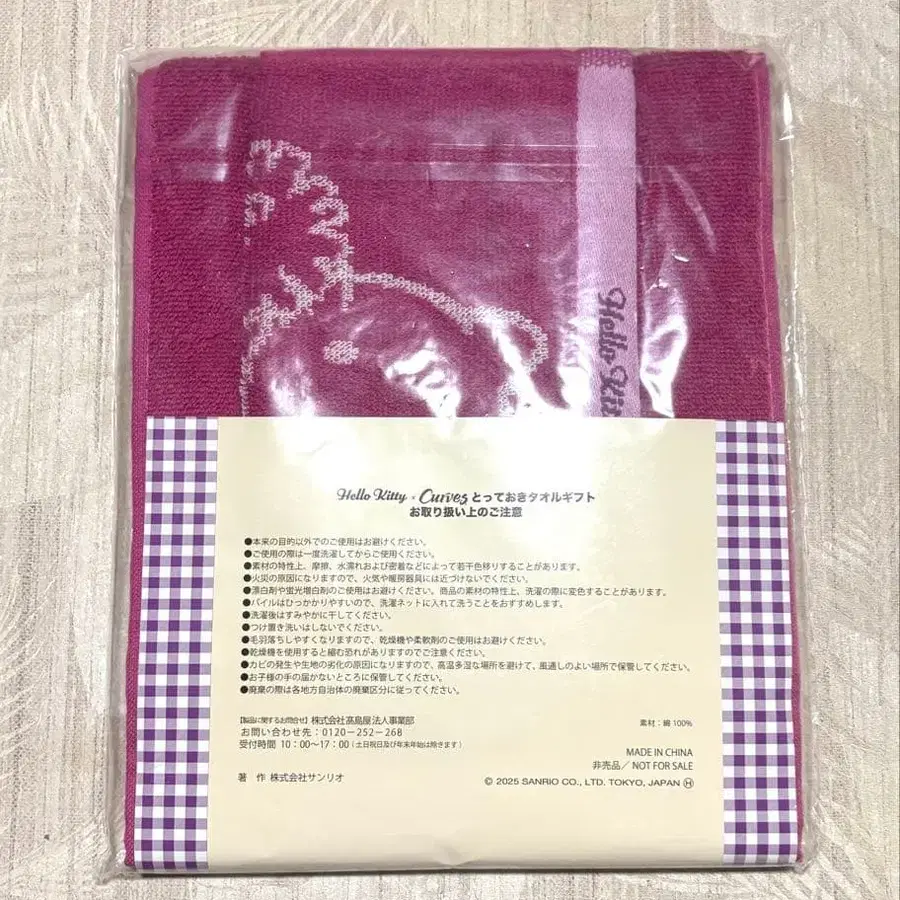 Hello Kitty
Hello Kitty × Curves とっておきタオルギフト
お取り扱い上のご注意
●本来の目的以外でのご使用はお避けください。
●ご使用の際は一度洗濯してからご使用ください。
●素材の特性上、摩擦、水濡れおよび密着などによって若干色移りすることがあります。
●火災の原因になりますので、火気や暖房器具には近づけないでください。
●漂白剤や蛍光増白剤のご使用はお避けください。商品の素材の特性上、洗濯の際に変色することがあります。
●パイルはひっかかりやすいので、洗濯ネットに入れて洗うことをおすすめします。
●洗濯後はすみやかに干してください。
●つけ置き洗いはしないでください。
●毛羽落ちしやすくなりますので、乾燥機や柔軟剤のご使用はお避けください。
●乾燥機を使用すると縮む恐れがありますのでご注意ください。
●カビの発生や生地の劣化の原因になりますので、高温多湿な場所を避けて、風通しのよい場所で保管してください。
●お子様の手の届かないところに保管してください。
●廃棄の際は各地方自治体の廃棄区分に従ってください。
【製品に関するお問合せ】株式会社髙島屋法人事業部
お問い合わせ先：0120-252-268
受付時間 10：00〜17：00（土日祝日及び年末年始は除きます）
著 作 株式会社サンリオ
素材：綿 100%
MADE IN CHINA
非売品／ NOT FOR SALE
© 2025 SANRIO CO., LTD. TOKYO, JAPAN Ⓗ